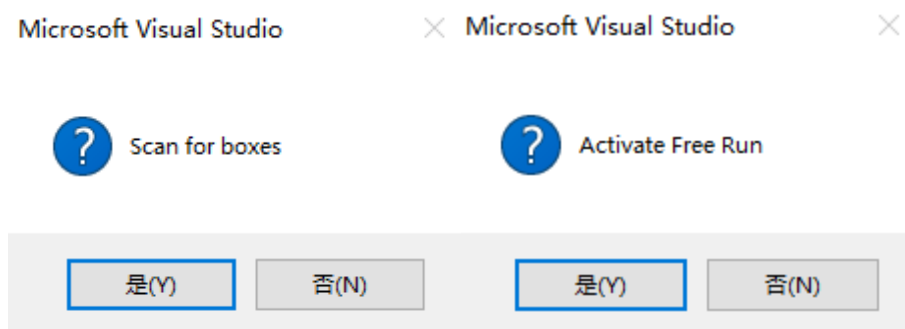 Microsoft Visual Studio
Scan for boxes
是(Y) 否(N)
Microsoft Visual Studio
Activate Free Run
是(Y) 否(N)